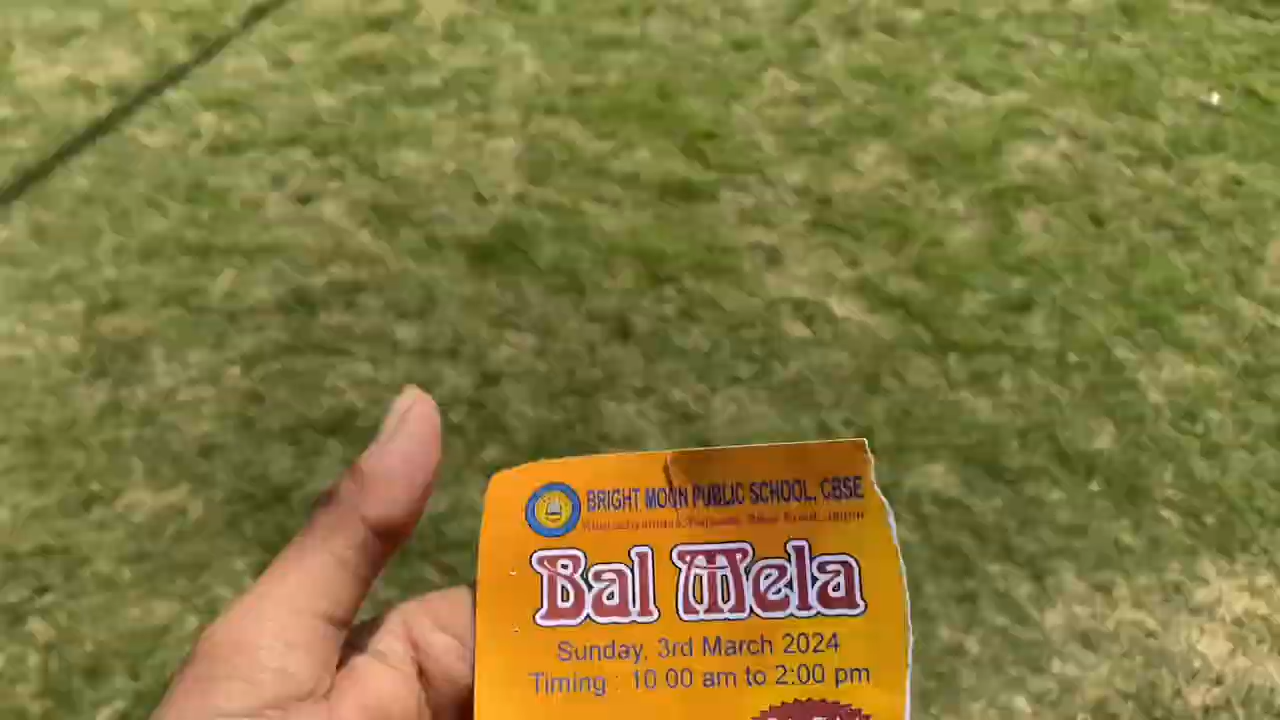 BRIGHT MOON PUBLIC SCHOOL, CBSE
Bal Mela
Sunday, 3rd March 2024
Timing : 10 00 am to 2:00 pm